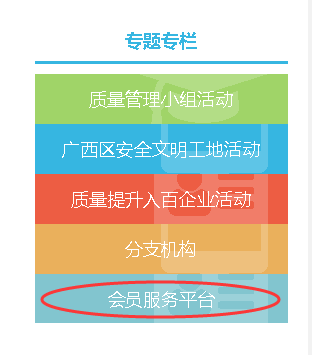 专题专栏
质量管理小组活动
广西区安全文明工地活动
质量提升入百企业活动
分支机构
会员服务平台